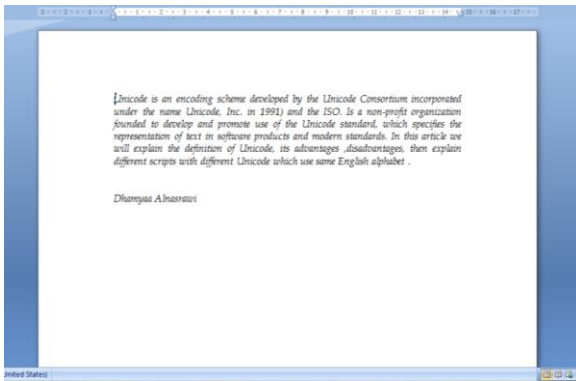 Unicode is an encoding scheme developed by the Unicode Consortium incorporated
under the name Unicode, Inc. in 1991) and the ISO. Is a non-profit organization
founded to develop and promote use of the Unicode standard, which specifies the
representation of text in software products and modern standards. In this article we
will explain the definition of Unicode, its advantages ,disadvantages, then explain
different scripts with different Unicode which use same English alphabet .
Dhamyaa Alnasrawi
United States)